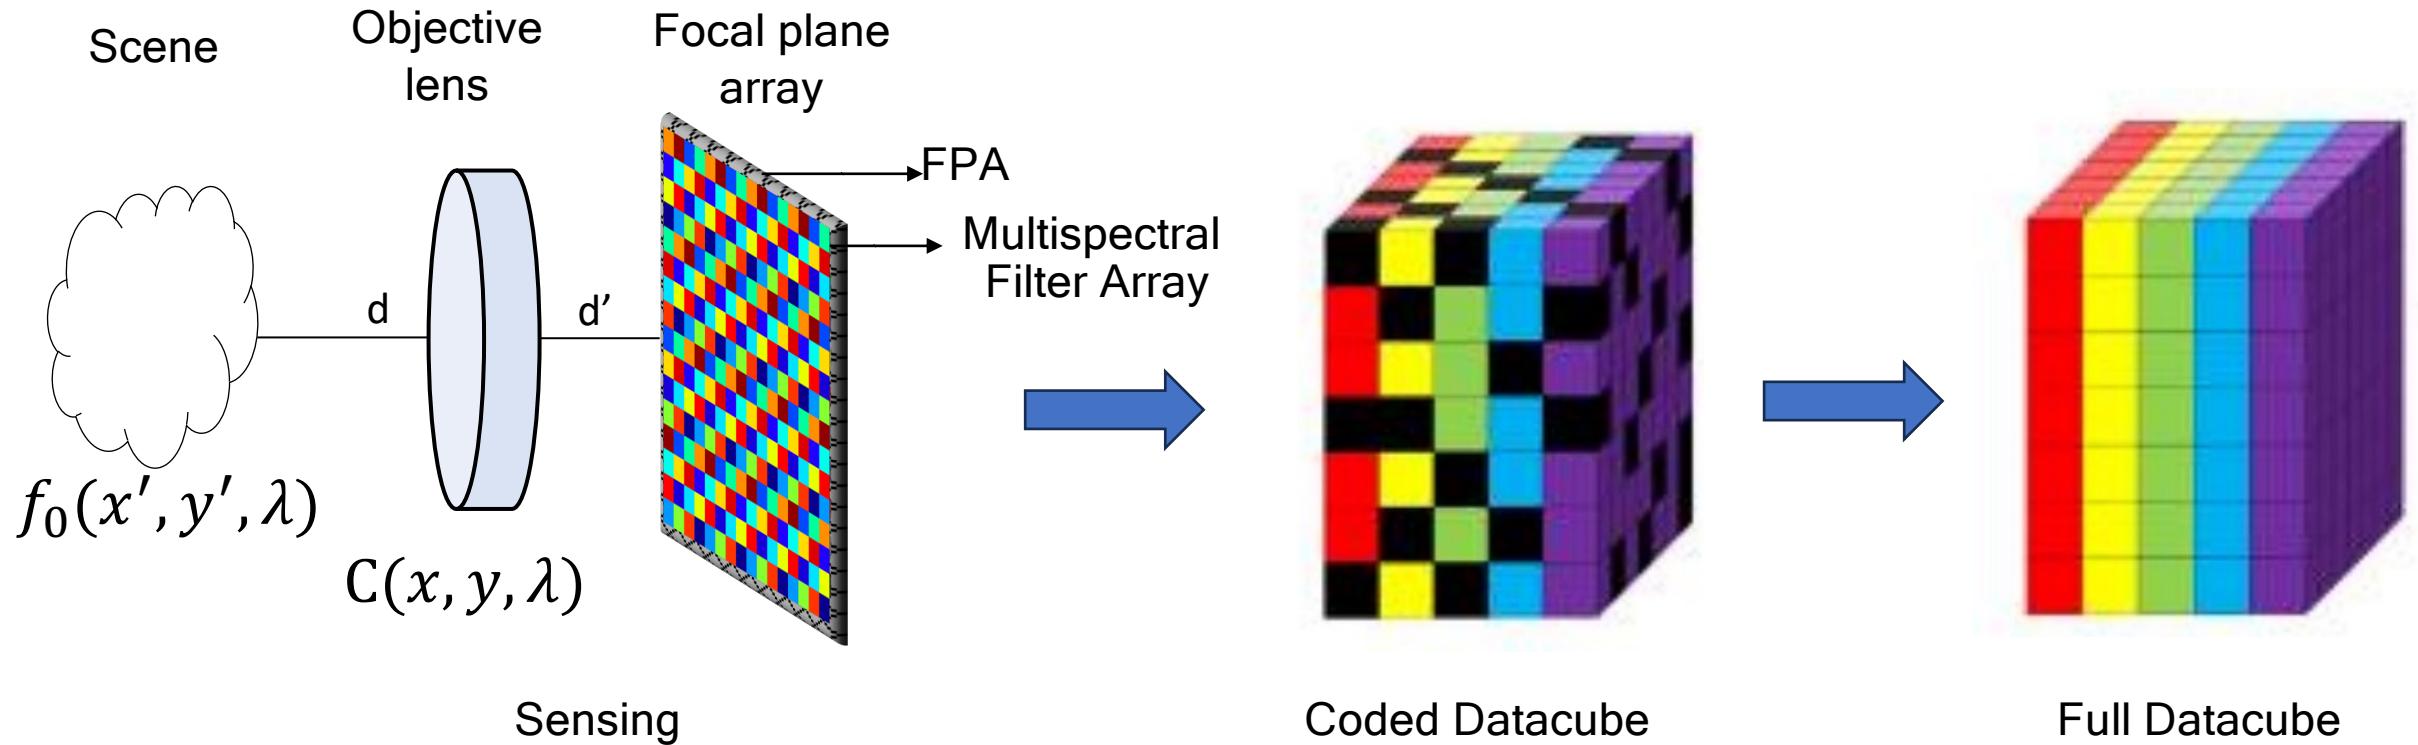 Scene
Objective
lens
Focal plane
array
FPA
Multispectral
Filter Array
d
d’
f₀(x′, y′, λ)
C(x, y, λ)
Sensing
Coded Datacube
Full Datacube